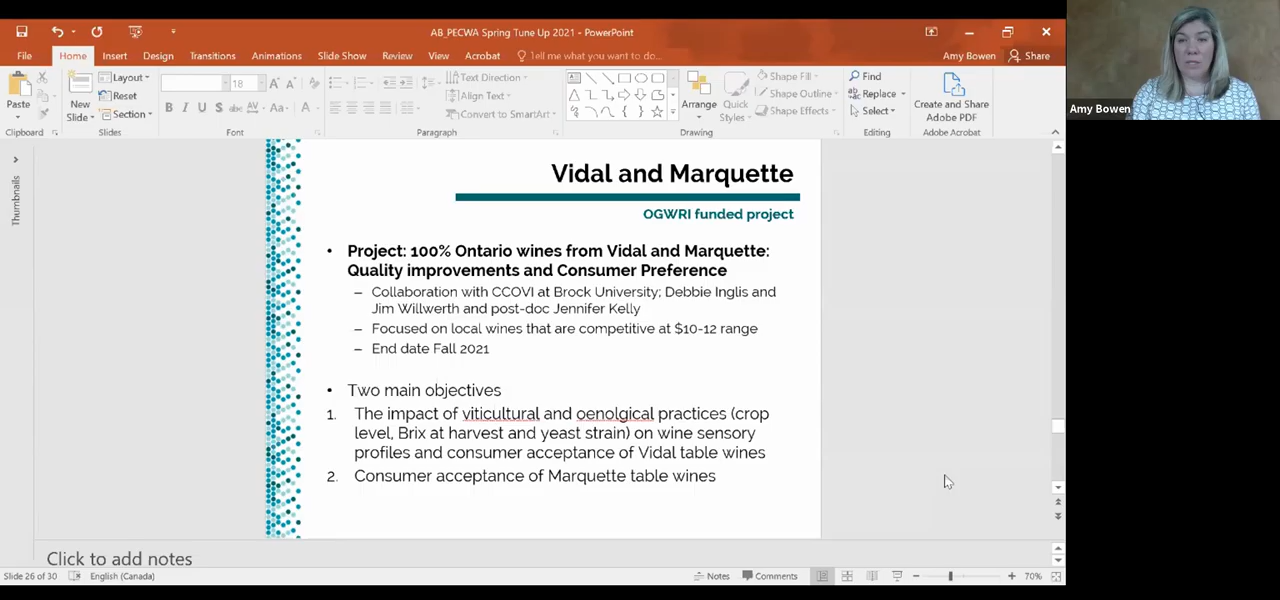 AB_PECWA Spring Tune Up 2021 - PowerPoint
File Home Insert Design Transitions Animations Slide Show Review View Acrobat Tell me what you want to do... Amy Bowen Share
Paste
Clipboard
New
Slide
Layout
Reset
Section
Slides
18
B I U S abc AV Aa A
Font
Text Direction
Align Text
Convert to SmartArt
Paragraph
Arrange
Quick
Styles
Shape Fill
Shape Outline
Shape Effects
Drawing
Find
Replace
Select
Editing
Create and Share
Adobe PDF
Adobe Acrobat
Amy Bowen
Thumbnails
Vidal and Marquette
OGWRI funded project
• Project: 100% Ontario wines from Vidal and Marquette:
Quality improvements and Consumer Preference
– Collaboration with CCOVI at Brock University; Debbie Inglis and
Jim Willwerth and post-doc Jennifer Kelly
– Focused on local wines that are competitive at $10-12 range
– End date Fall 2021
• Two main objectives
1. The impact of viticultural and oenolgical practices (crop
level, Brix at harvest and yeast strain) on wine sensory
profiles and consumer acceptance of Vidal table wines
2. Consumer acceptance of Marquette table wines
Click to add notes
Slide 26 of 30 English (Canada) Notes Comments 70%